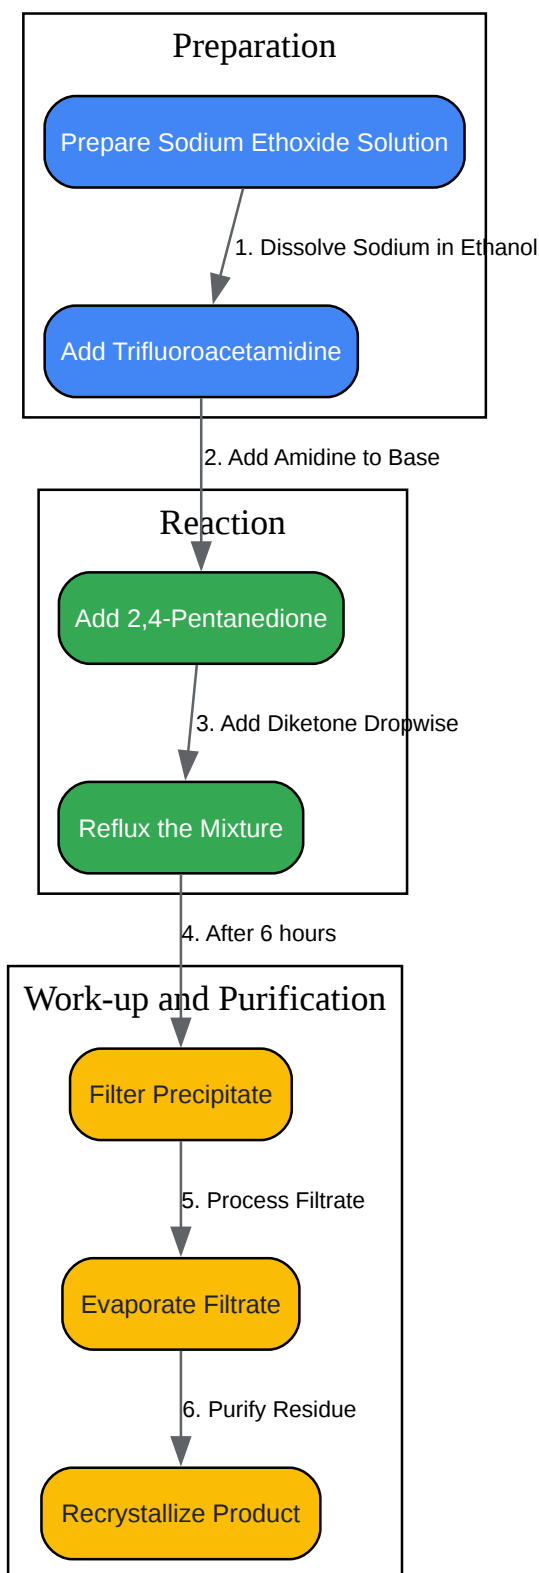 Preparation
Prepare Sodium Ethoxide Solution
1. Dissolve Sodium in Ethanol
Add Trifluoroacetamidine
2. Add Amidine to Base
Reaction
Add 2,4-Pentanedione
3. Add Diketone Dropwise
Reflux the Mixture
4. After 6 hours
Work-up and Purification
Filter Precipitate
5. Process Filtrate
Evaporate Filtrate
6. Purify Residue
Recrystallize Product